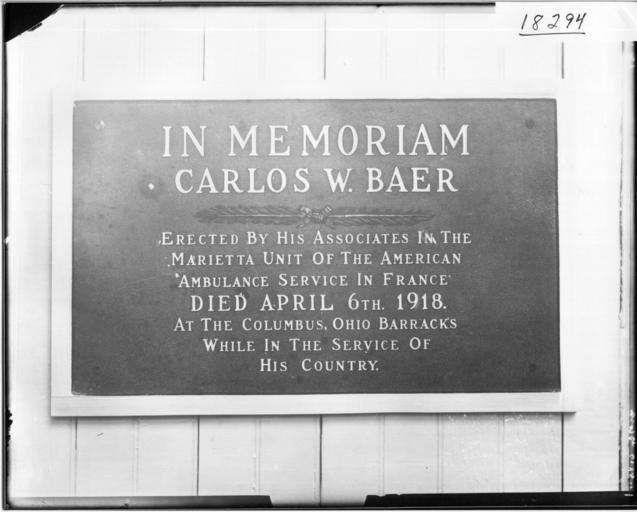 18294
IN MEMORIAM
CARLOS W. BAER
ERECTED BY HIS ASSOCIATES IN THE
MARIETTA UNIT OF THE AMERICAN
AMBULANCE SERVICE IN FRANCE
DIED APRIL 6TH. 1918.
AT THE COLUMBUS, OHIO BARRACKS
WHILE IN THE SERVICE OF
HIS COUNTRY.